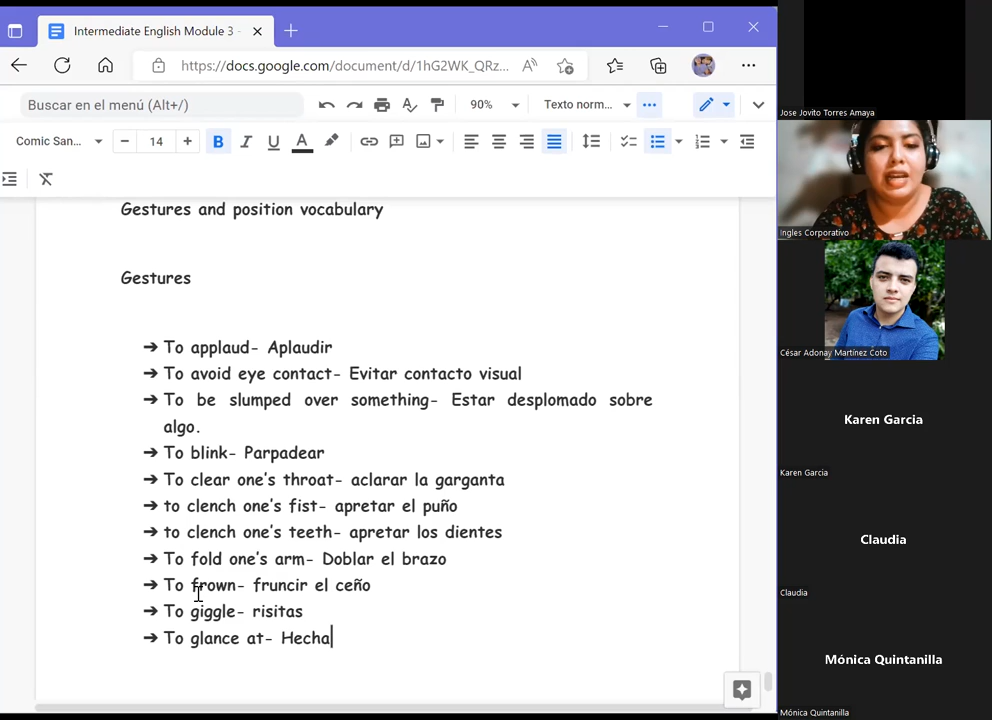 Intermediate English Module 3 -
https://docs.google.com/document/d/1hG2WK_QRz...
Buscar en el menú (Alt+/)
90%
Texto norm...
Comic San...
14
B
I
U
A
Gestures and position vocabulary
Gestures
➔ To applaud- Aplaudir
➔ To avoid eye contact- Evitar contacto visual
➔ To be slumped over something- Estar desplomado sobre
algo.
➔ To blink- Parpadear
➔ To clear one's throat- aclarar la garganta
➔ to clench one's fist- apretar el puño
➔ to clench one's teeth- apretar los dientes
➔ To fold one's arm- Doblar el brazo
➔ To frown- fruncir el ceño
➔ To giggle- risitas
➔ To glance at- Hecha
Jose Jovito Torres Amaya
Ingles Corporativo
César Adonay Martínez Coto
Karen Garcia
Karen Garcia
Claudia
Claudia
Mónica Quintanilla
Mónica Quintanilla